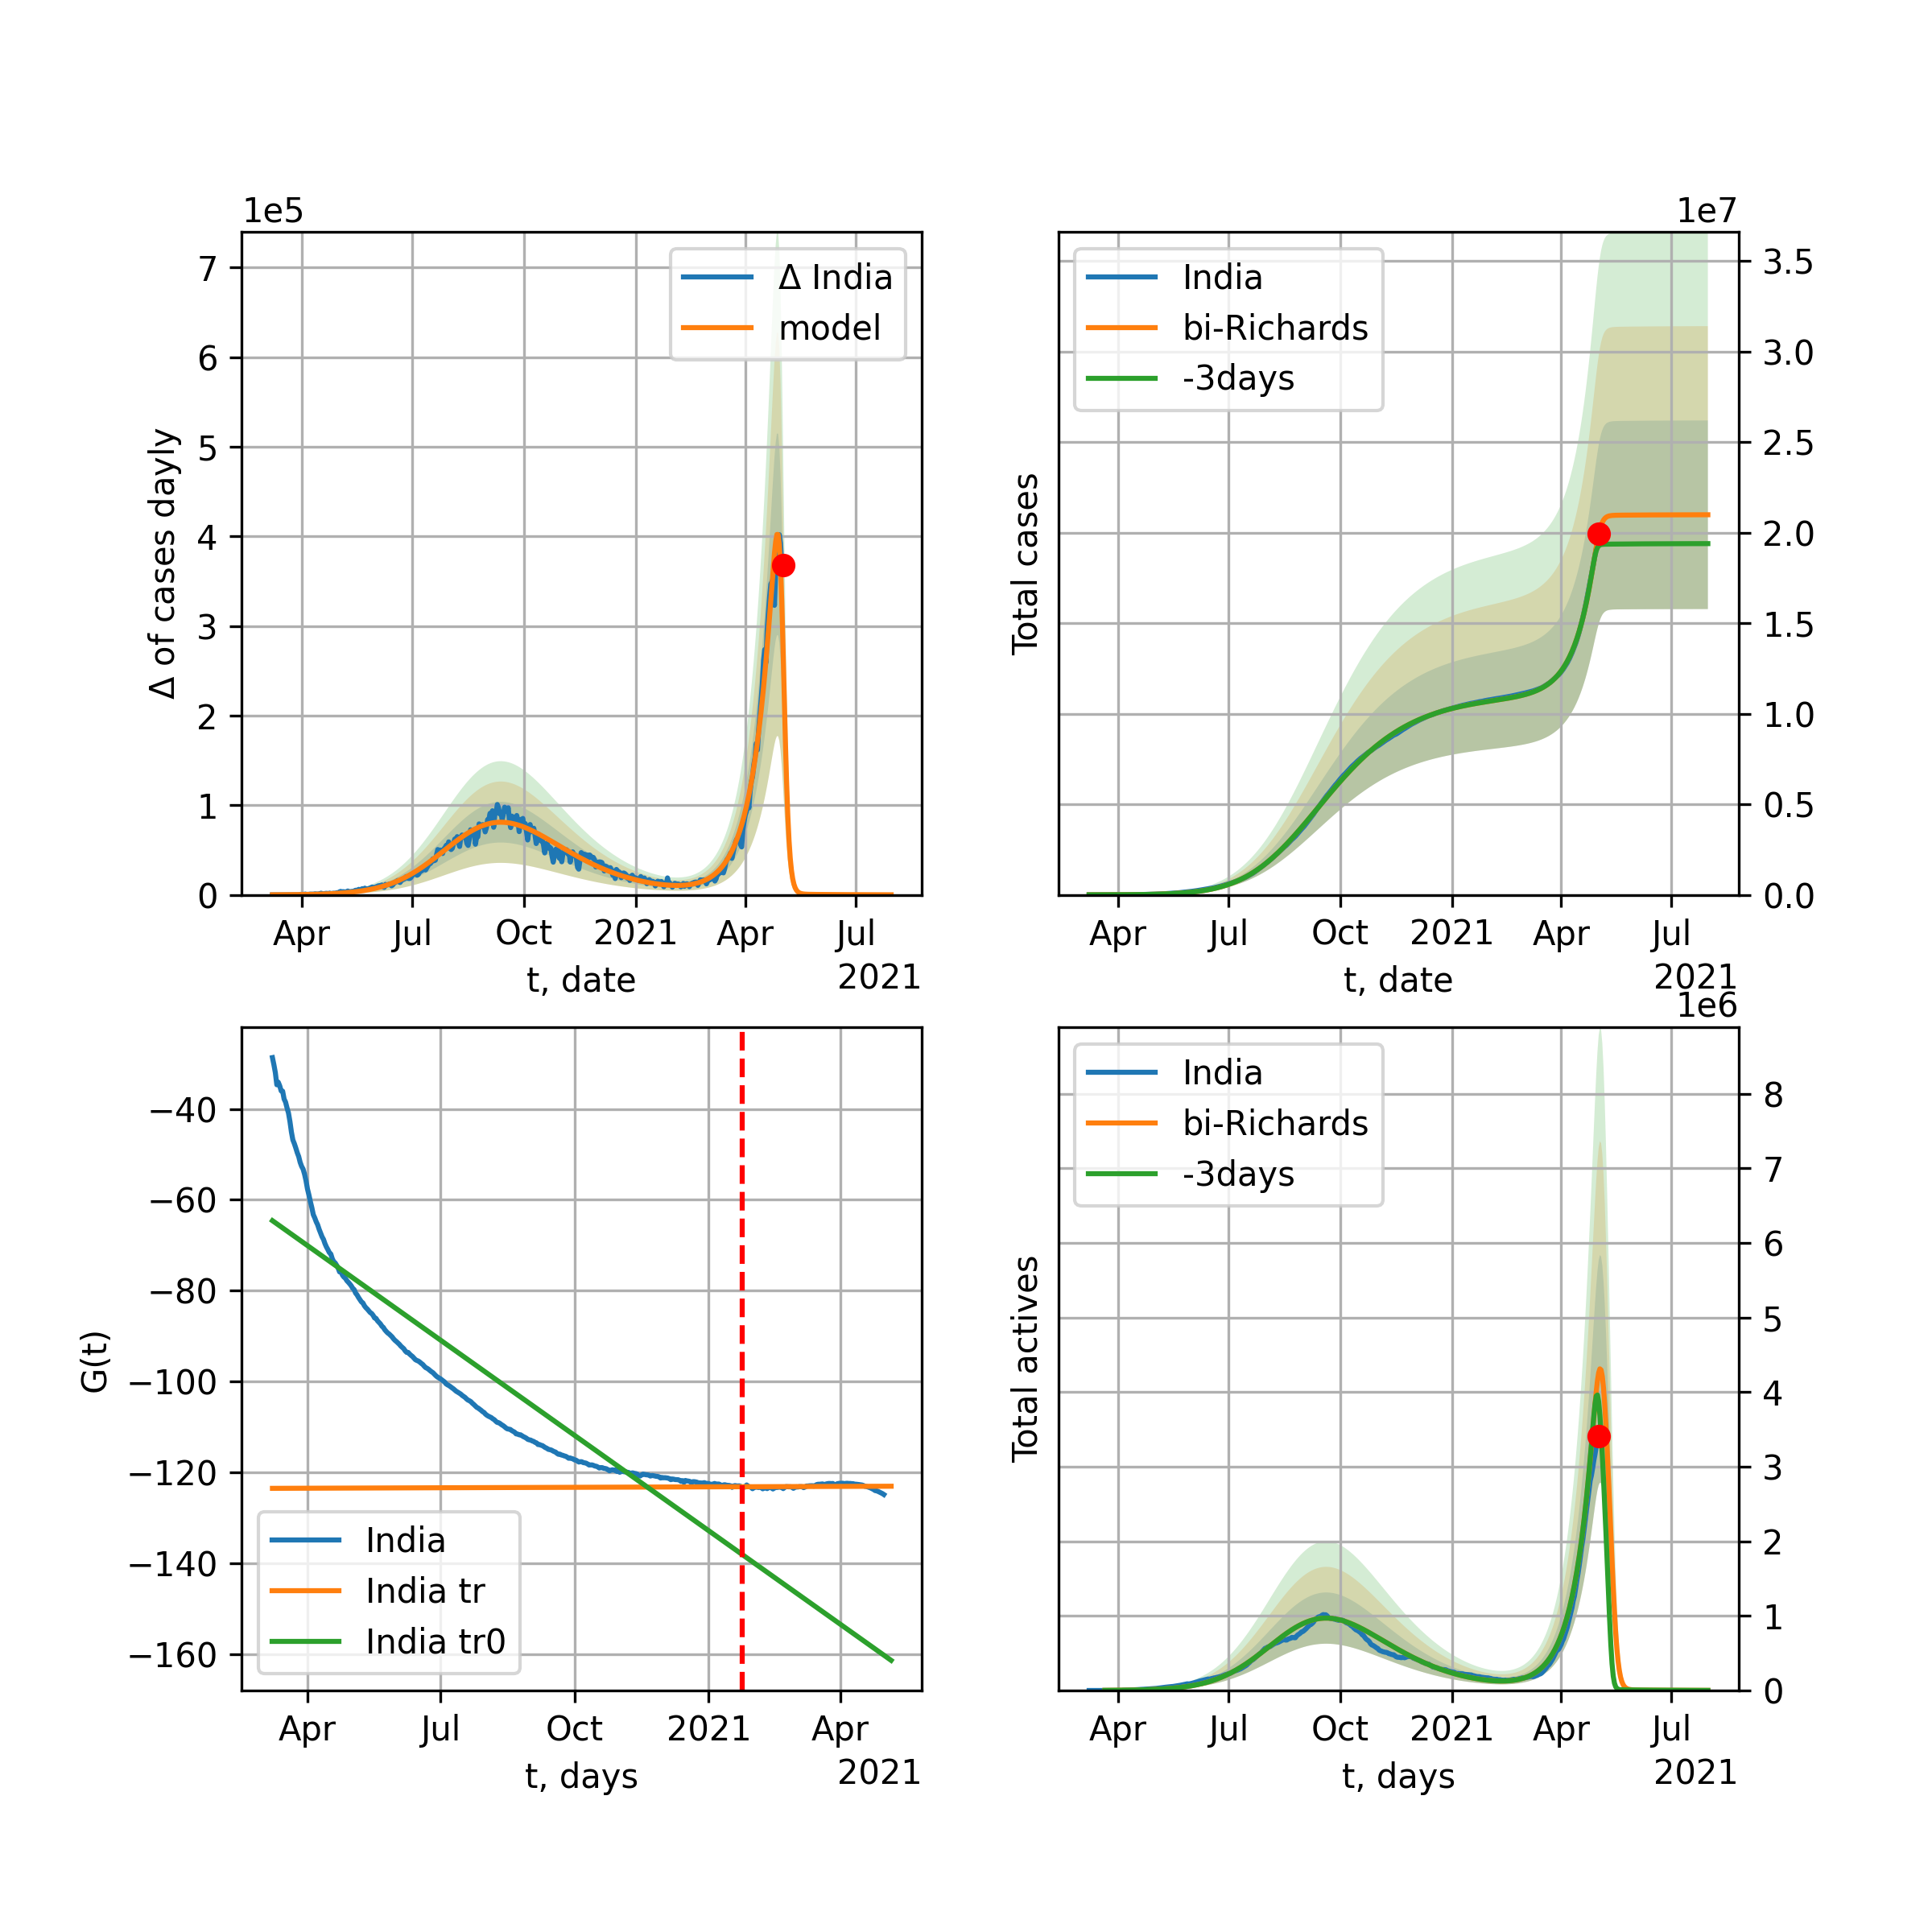 1e5
7
6
5
4
3
2
1
0
Δ of cases dayly
Δ India
model
Apr Jul Oct 2021 Apr Jul
t, date
2021
1e7
India
bi-Richards
-3days
Total cases
3.5
3.0
2.5
2.0
1.5
1.0
0.5
0.0
Apr Jul Oct 2021 Apr Jul
t, date
2021
−40
−60
−80
−100
−120
−140
−160
G(t)
India
India tr
India tr0
Apr Jul Oct 2021 Apr
t, days
2021
1e6
India
bi-Richards
-3days
Total actives
8
7
6
5
4
3
2
1
0
Apr Jul Oct 2021 Apr Jul
t, days
2021